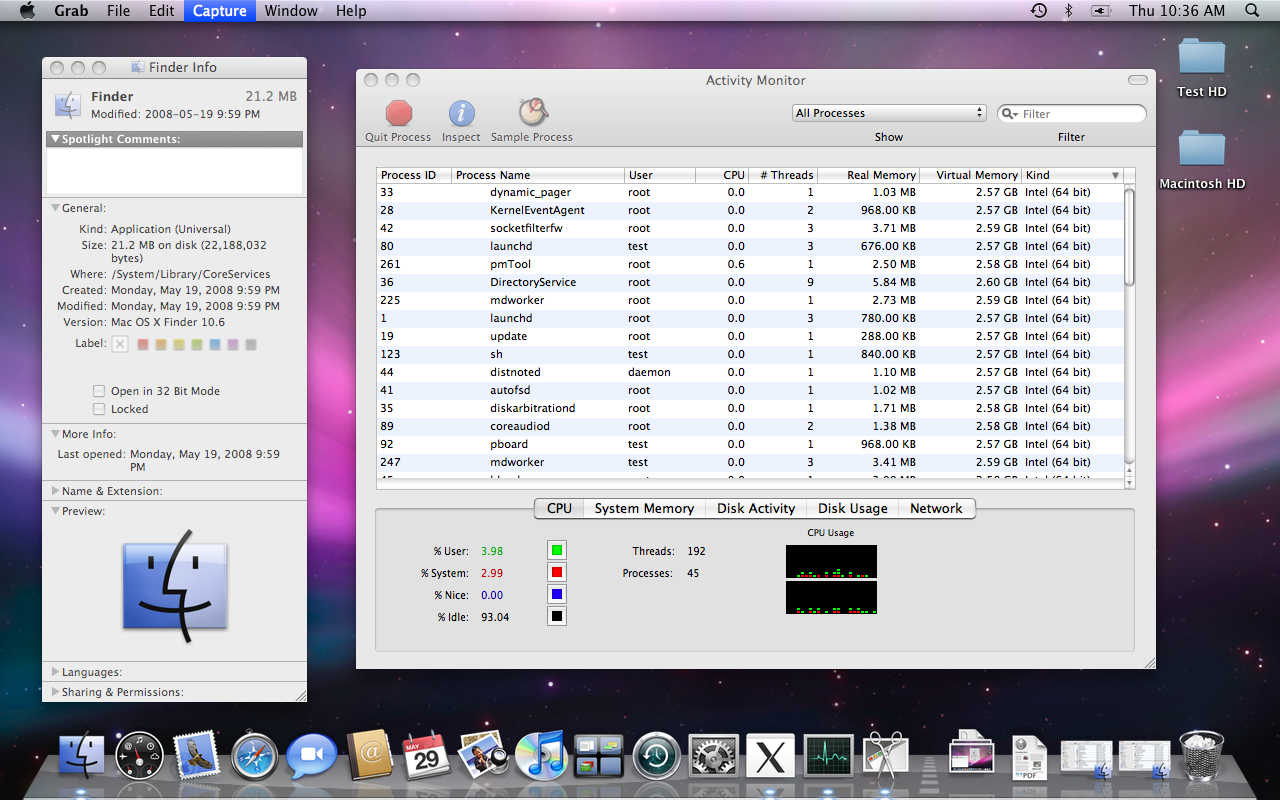 Grab File Edit Capture Window Help Thu 10:36 AM
Finder Info
Finder 21.2 MB
Modified: 2008-05-19 9:59 PM
Spotlight Comments:
General:
Kind: Application (Universal)
Size: 21.2 MB on disk (22,188,032
bytes)
Where: /System/Library/CoreServices
Created: Monday, May 19, 2008 9:59 PM
Modified: Monday, May 19, 2008 9:59 PM
Version: Mac OS X Finder 10.6
Label:
Open in 32 Bit Mode
Locked
More Info:
Last opened: Monday, May 19, 2008 9:59
PM
Name & Extension:
Preview:
Languages:
Sharing & Permissions:
Activity Monitor
Quit Process Inspect Sample Process
All Processes
Show
Filter
Filter
Process ID Process Name User CPU # Threads Real Memory Virtual Memory Kind
33 dynamic_pager root 0.0 1 1.03 MB 2.57 GB Intel (64 bit)
28 KernelEventAgent root 0.0 2 968.00 KB 2.57 GB Intel (64 bit)
42 socketfilterfw root 0.0 3 3.71 MB 2.59 GB Intel (64 bit)
80 launchd test 0.0 3 676.00 KB 2.57 GB Intel (64 bit)
261 pmTool root 0.6 1 2.50 MB 2.58 GB Intel (64 bit)
36 DirectoryService root 0.0 9 5.84 MB 2.60 GB Intel (64 bit)
225 mdworker root 0.0 1 2.73 MB 2.59 GB Intel (64 bit)
1 launchd root 0.0 3 780.00 KB 2.57 GB Intel (64 bit)
19 update root 0.0 1 288.00 KB 2.57 GB Intel (64 bit)
123 sh test 0.0 1 840.00 KB 2.57 GB Intel (64 bit)
44 distnoted daemon 0.0 1 1.10 MB 2.57 GB Intel (64 bit)
41 autofsd root 0.0 1 1.02 MB 2.57 GB Intel (64 bit)
35 diskarbitrationd root 0.0 1 1.71 MB 2.58 GB Intel (64 bit)
89 coreaudiod root 0.0 2 1.38 MB 2.58 GB Intel (64 bit)
92 pboard test 0.0 1 968.00 KB 2.57 GB Intel (64 bit)
247 mdworker test 0.0 3 3.41 MB 2.59 GB Intel (64 bit)
CPU System Memory Disk Activity Disk Usage Network
% User: 3.98
% System: 2.99
% Nice: 0.00
% Idle: 93.04
Threads: 192
Processes: 45
CPU Usage
Test HD
Macintosh HD
MAY
29
@
X
PDF